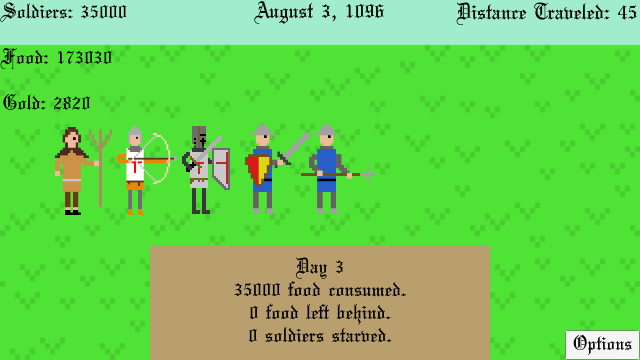 Soldiers: 35000
August 3, 1096
Distance Traveled: 45
Food: 173030
Gold: 2820
Day 3
35000 food consumed.
0 food left behind.
0 soldiers starved.
Options